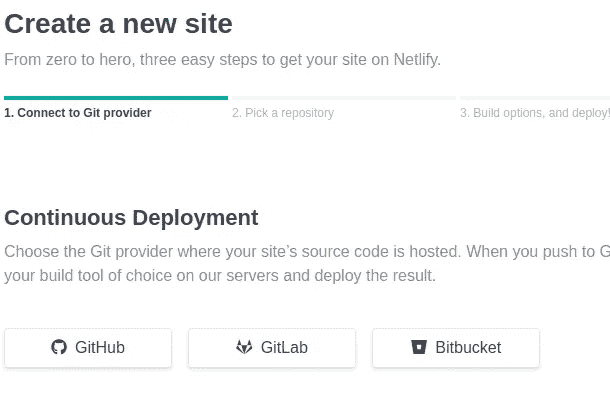 Create a new site
From zero to hero, three easy steps to get your site on Netlify.
1. Connect to Git provider
2. Pick a repository
3. Build options, and deploy!
Continuous Deployment
Choose the Git provider where your site’s source code is hosted. When you push to G
your build tool of choice on our servers and deploy the result.
GitHub
GitLab
Bitbucket